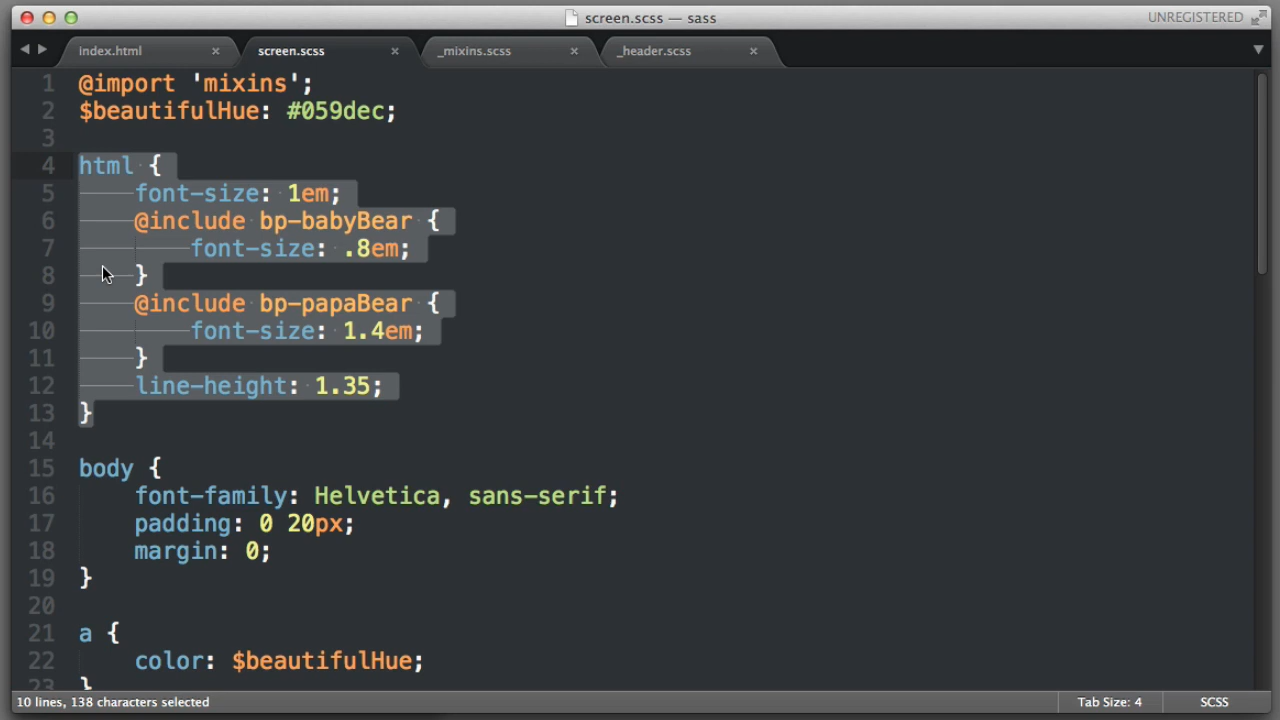 screen.scss — sass
UNREGISTERED
index.html × screen.scss × _mixins.scss × _header.scss ×
1 @import 'mixins';
2 $beautifulHue: #059dec;
3
4 html {
5 font-size: 1em;
6 @include bp-babyBear {
7 font-size: .8em;
8 }
9 @include bp-papaBear {
10 font-size: 1.4em;
11 }
12 line-height: 1.35;
13 }
14
15 body {
16 font-family: Helvetica, sans-serif;
17 padding: 0 20px;
18 margin: 0;
19 }
20
21 a {
22 color: $beautifulHue;
23 }
10 lines, 138 characters selected
Tab Size: 4
SCSS